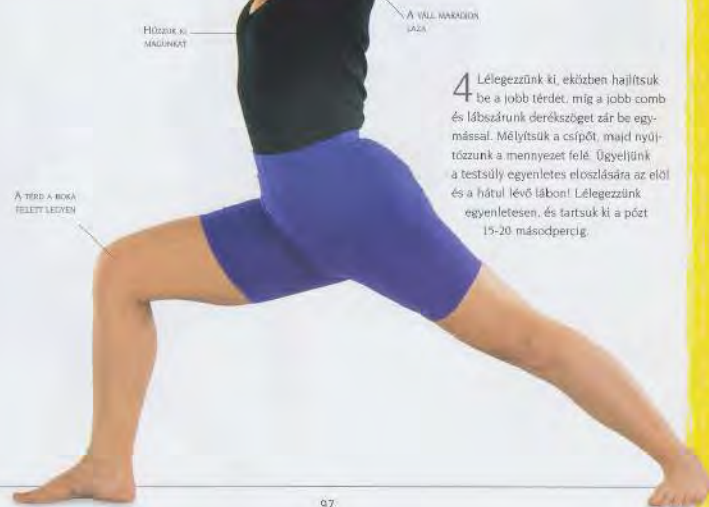 HÚZZUK KI
MAGUNKAT
A VÁLL MARADJON
LAZA
4 Lélegezzünk ki, eközben hajlítsuk
be a jobb térdet, míg a jobb comb
és lábszárunk derékszöget zár be egy-
mással. Mélyítsük a csípőt, majd nyúj-
tózzunk a mennyezet felé. Ügyeljünk
a testsúly egyenletes eloszlására az elöl
és a hátul lévő lábon! Lélegezzünk
egyenletesen, és tartsuk ki a pózt
15-20 másodpercig.
A TÉRD A BOKA
FELETT LEGYEN
97